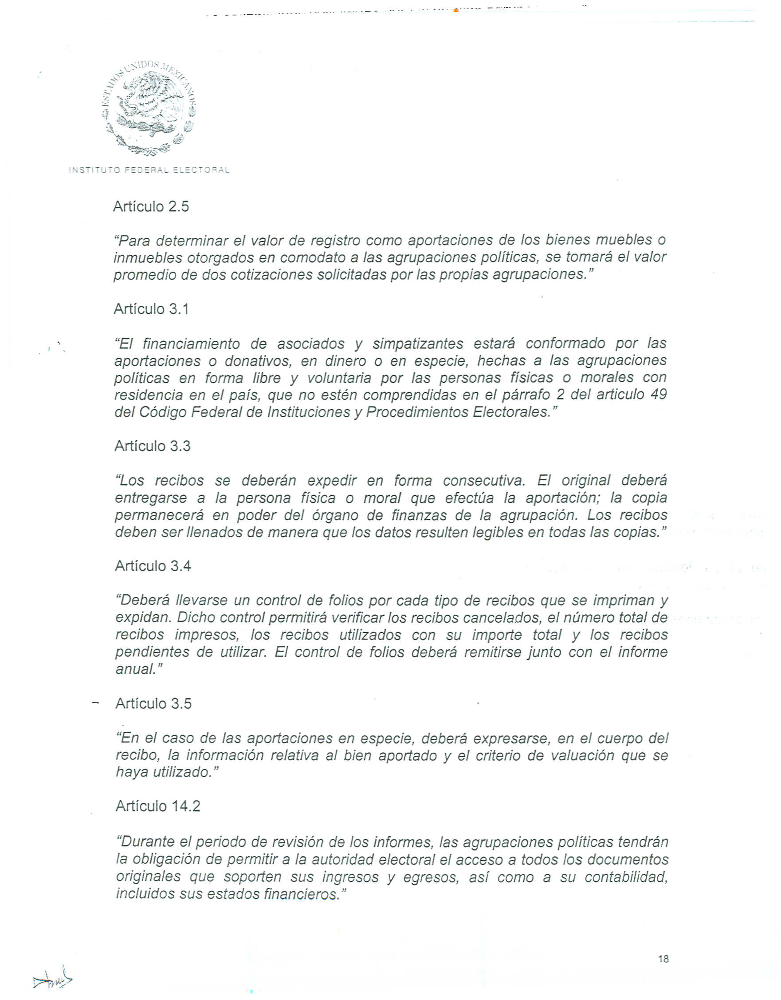 ESTADOS UNIDOS MEXICANOS
INSTITUTO FEDERAL ELECTORAL
Artículo 2.5
“Para determinar el valor de registro como aportaciones de los bienes muebles o
inmuebles otorgados en comodato a las agrupaciones políticas, se tomará el valor
promedio de dos cotizaciones solicitadas por las propias agrupaciones.”
Artículo 3.1
“El financiamiento de asociados y simpatizantes estará conformado por las
aportaciones o donativos, en dinero o en especie, hechas a las agrupaciones
políticas en forma libre y voluntaria por las personas físicas o morales con
residencia en el país, que no estén comprendidas en el párrafo 2 del articulo 49
del Código Federal de Instituciones y Procedimientos Electorales.”
Artículo 3.3
“Los recibos se deberán expedir en forma consecutiva. El original deberá
entregarse a la persona física o moral que efectúa la aportación; la copia
permanecerá en poder del órgano de finanzas de la agrupación. Los recibos
deben ser llenados de manera que los datos resulten legibles en todas las copias.”
Artículo 3.4
“Deberá llevarse un control de folios por cada tipo de recibos que se impriman y
expidan. Dicho control permitirá verificar los recibos cancelados, el número total de
recibos impresos, los recibos utilizados con su importe total y los recibos
pendientes de utilizar. El control de folios deberá remitirse junto con el informe
anual.”
- Artículo 3.5
“En el caso de las aportaciones en especie, deberá expresarse, en el cuerpo del
recibo, la información relativa al bien aportado y el criterio de valuación que se
haya utilizado.”
Artículo 14.2
“Durante el periodo de revisión de los informes, las agrupaciones políticas tendrán
la obligación de permitir a la autoridad electoral el acceso a todos los documentos
originales que soporten sus ingresos y egresos, así como a su contabilidad,
incluidos sus estados financieros.”
18